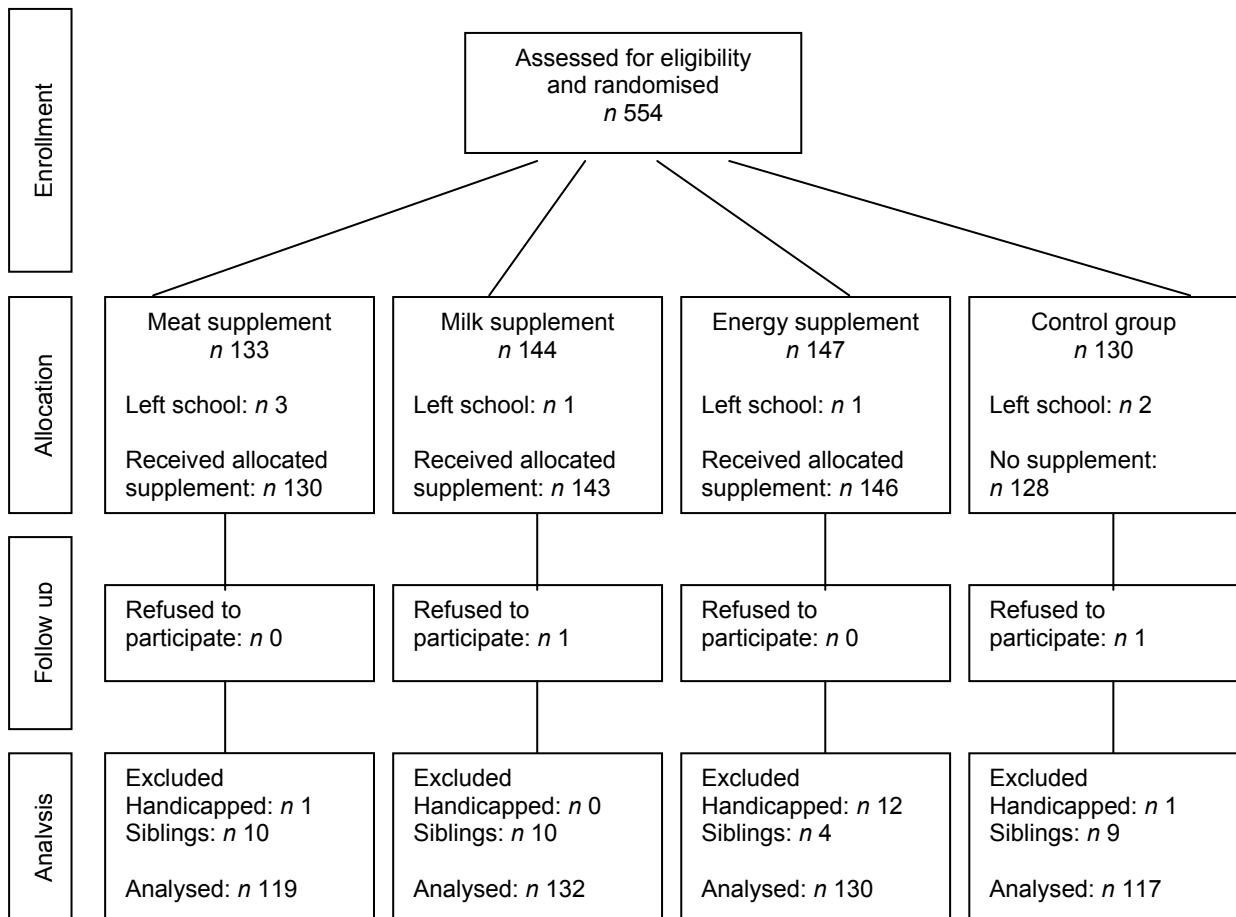 Enrollment
Assessed for eligibility
and randomised
n 554
Allocation
Meat supplement
n 133
Left school: n 3
Received allocated
supplement: n 130
Milk supplement
n 144
Left school: n 1
Received allocated
supplement: n 143
Energy supplement
n 147
Left school: n 1
Received allocated
supplement: n 146
Control group
n 130
Left school: n 2
No supplement:
n 128
Follow up
Refused to
participate: n 0
Refused to
participate: n 1
Refused to
participate: n 0
Refused to
participate: n 1
Analysis
Excluded
Handicapped: n 1
Siblings: n 10
Analysed: n 119
Excluded
Handicapped: n 0
Siblings: n 10
Analysed: n 132
Excluded
Handicapped: n 12
Siblings: n 4
Analysed: n 130
Excluded
Handicapped: n 1
Siblings: n 9
Analysed: n 117